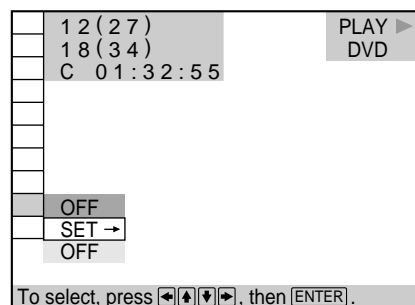 12(27)
18(34)
C 01:32:55
PLAY ▶
DVD
OFF
SET →
OFF
To select, press ←↑↓→, then ENTER.